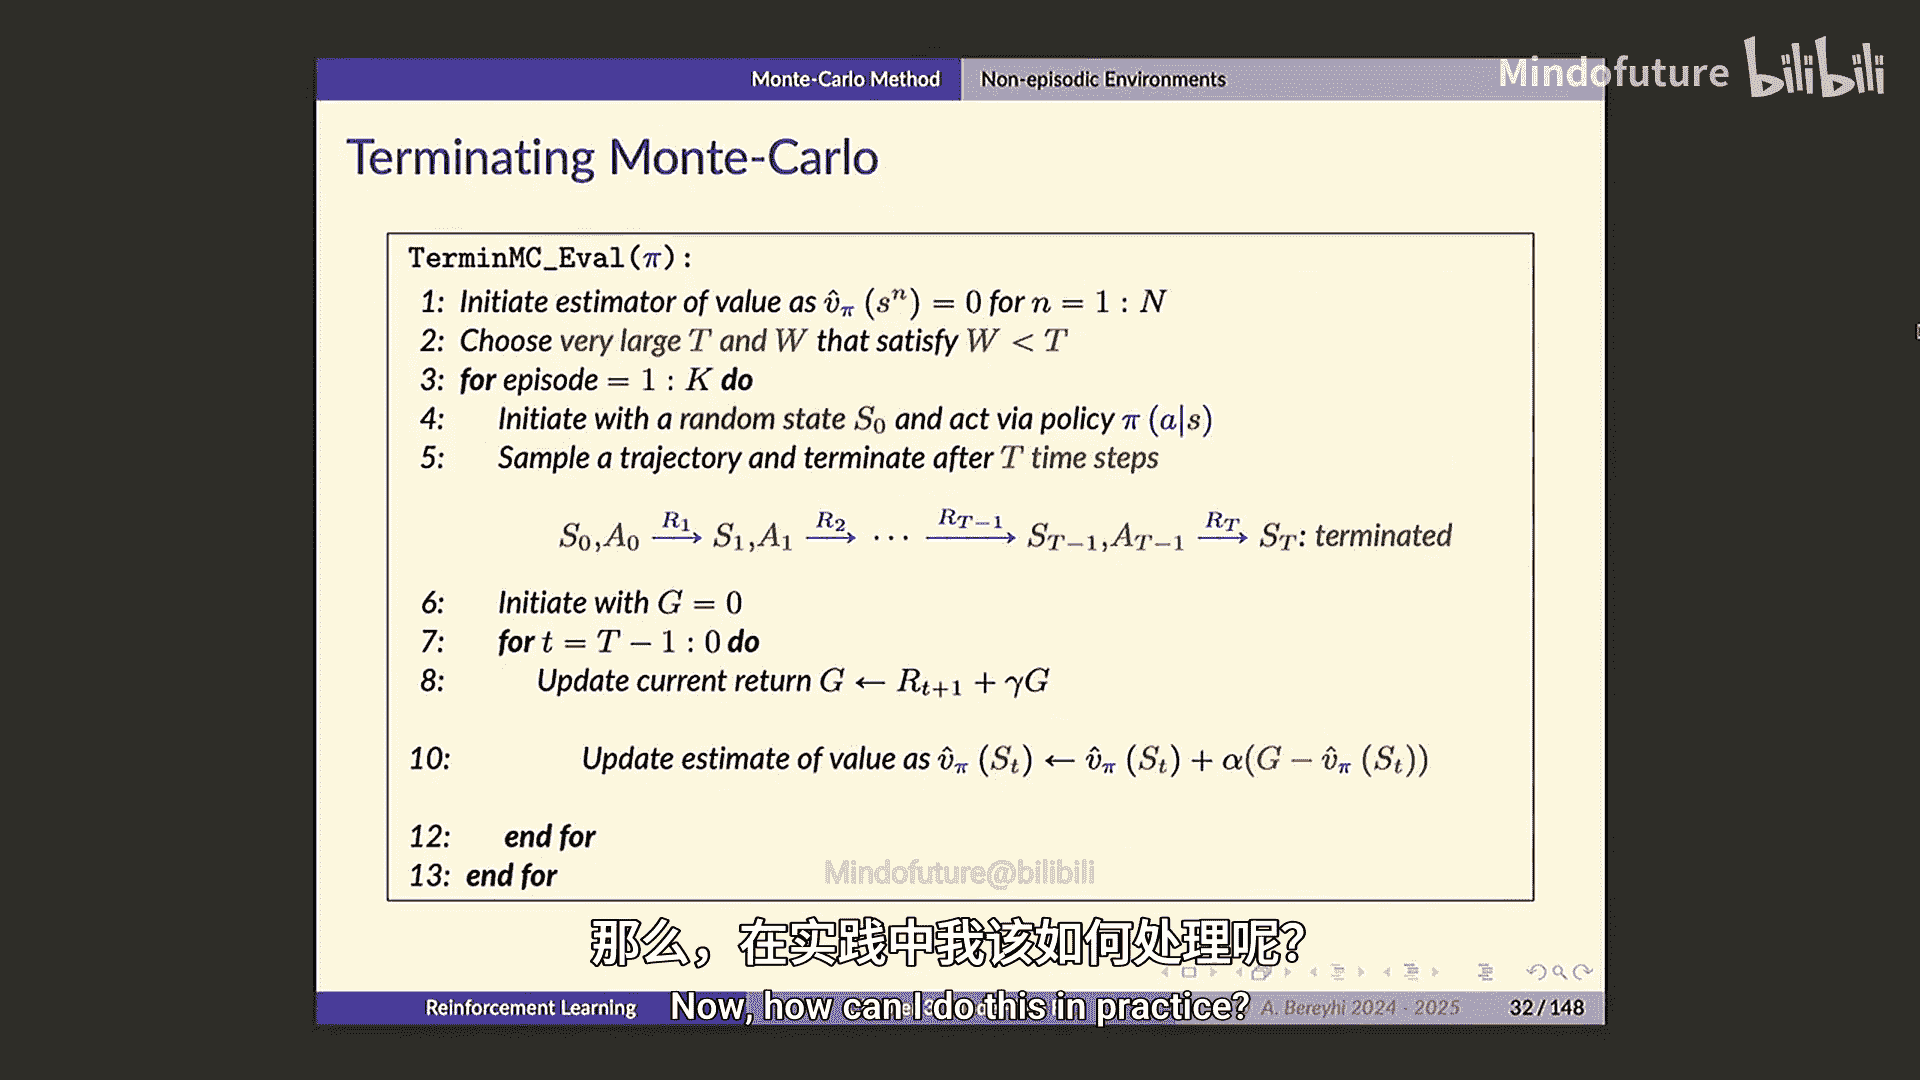 Monte-Carlo Method Non-episodic Environments
Mindofuture bilibili
Terminating Monte-Carlo
TerminMC_Eval(π):
1: Initiate estimator of value as v̂_π (sⁿ) = 0 for n = 1 : N
2: Choose very large T and W that satisfy W < T
3: for episode = 1 : K do
4: Initiate with a random state S₀ and act via policy π (a|s)
5: Sample a trajectory and terminate after T time steps
S₀,A₀ —R₁→ S₁,A₁ —R₂→ ··· —R_{T−1}→ S_{T−1},A_{T−1} —R_T→ S_T: terminated
6: Initiate with G = 0
7: for t = T − 1 : 0 do
8: Update current return G ← R_{t+1} + γG
10: Update estimate of value as v̂_π (S_t) ← v̂_π (S_t) + α(G − v̂_π (S_t))
12: end for
13: end for
Mindofuture@bilibili
那么，在实践中我该如何处理呢？
Now, how can I do this in practice?
Reinforcement Learning
A. Bereyhi 2024 - 2025
32 / 148